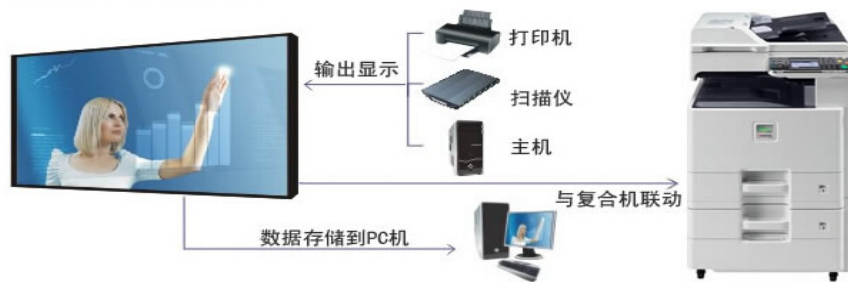 打印机
输出显示
扫描仪
主机
与复合机联动
数据存储到PC机